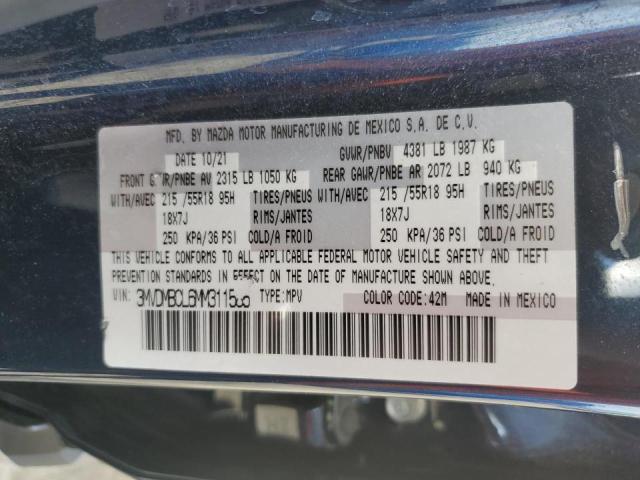 MFD. BY MAZDA MOTOR MANUFACTURING DE MEXICO S.A. DE C.V.
DATE 10/21 GVWR/PNBV 4381 LB 1987 KG
FRONT GAWR/PNBE AV 2315 LB 1050 KG REAR GAWR/PNBE AR 2072 LB 940 KG
WITH/AVEC 215 /55R18 95H TIRES/PNEUS WITH/AVEC 215 /55R18 95H TIRES/PNEUS
18X7J RIMS/JANTES 18X7J RIMS/JANTES
250 KPA/36 PSI COLD/A FROID 250 KPA/36 PSI COLD/A FROID
THIS VEHICLE CONFORMS TO ALL APPLICABLE FEDERAL MOTOR VEHICLE SAFETY AND THEFT
PREVENTION STANDARDS IN EFFECT ON THE DATE OF MANUFACTURE SHOWN ABOVE.
VIN: TYPE:MPV COLOR CODE:42M MADE IN MEXICO